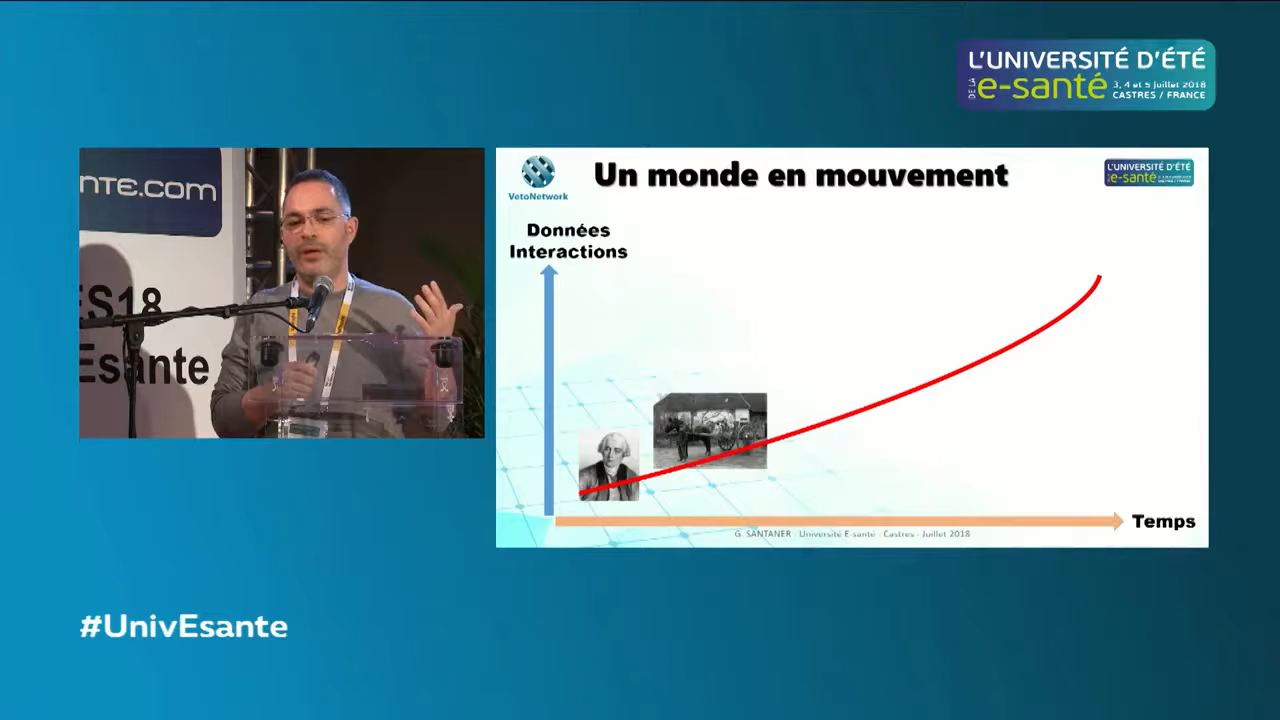 L'UNIVERSITÉ D'ÉTÉ
DE LA e-santé 3, 4 et 5 Juillet 2018
CASTRES / FRANCE
NTE.com
ES18
Esante
VetoNetwork
Un monde en mouvement
L'UNIVERSITÉ D'ÉTÉ
e-santé
Données
Interactions
Temps
G. SANTANER - Université E-santé - Castres - Juillet 2018
#UnivEsante